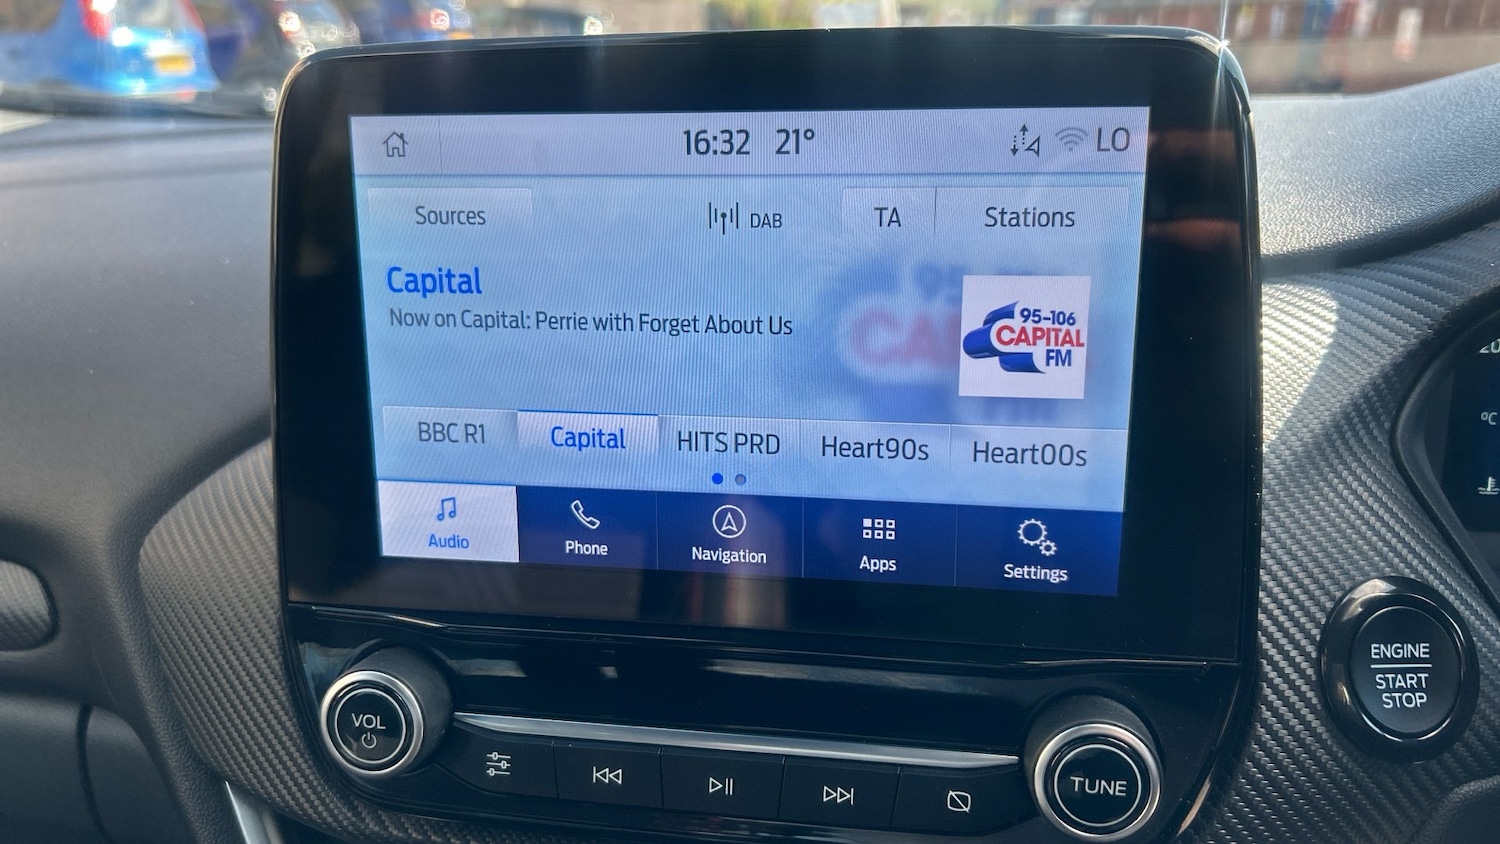 16:32 21° LO
Sources DAB TA Stations
Capital
Now on Capital: Perrie with Forget About Us
95-106
CAPITAL
FM
BBC R1 Capital HITS PRD Heart90s Heart00s
Audio Phone Navigation Apps Settings
VOL
TUNE
ENGINE
START
STOP
°C